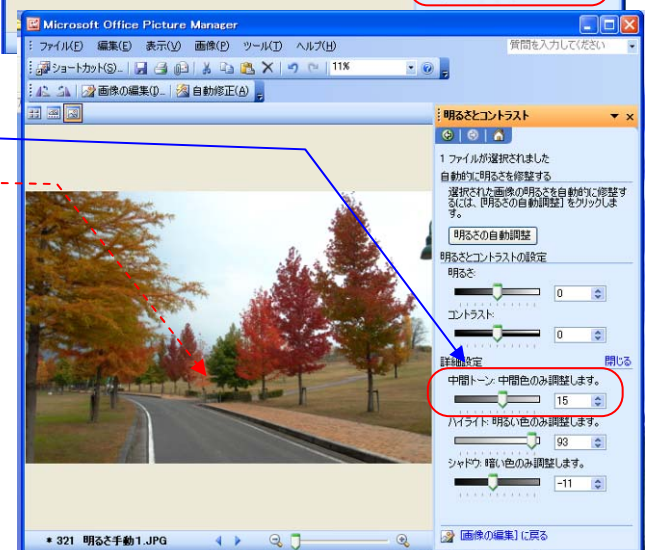 Microsoft Office Picture Manager
ファイル(F) 編集(E) 表示(V) 画像(P) ツール(T) ヘルプ(H)
質問を入力してください
ショートカット(S)... 11%
画像の編集(I)... 自動修正(A)
明るさとコントラスト
1 ファイルが選択されました
自動的に明るさを修整する
選択された画像の明るさを自動的に修整す
るには、[明るさの自動調整] をクリックしま
す。
明るさの自動調整
明るさとコントラストの設定
明るさ:
0
コントラスト:
0
詳細設定 閉じる
中間トーン: 中間色のみ調整します。
15
ハイライト: 明るい色のみ調整します。
93
シャドウ: 暗い色のみ調整します。
-11
[画像の編集] に戻る
* 321 明るさ手動1.JPG